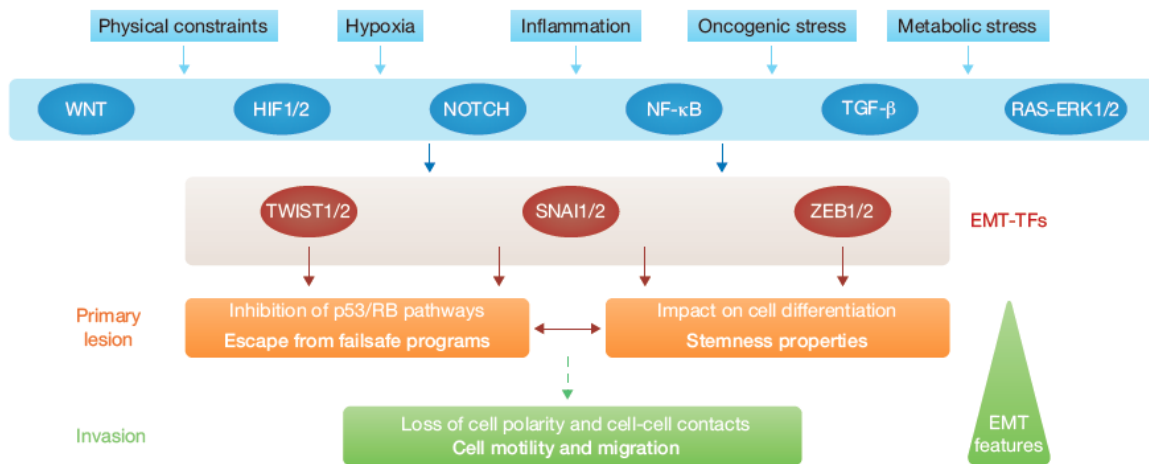 Physical constraints
Hypoxia
Inflammation
Oncogenic stress
Metabolic stress
WNT
HIF1/2
NOTCH
NF-κB
TGF-β
RAS-ERK1/2
TWIST1/2
SNAI1/2
ZEB1/2
EMT-TFs
Primary
lesion
Inhibition of p53/RB pathways
Escape from failsafe programs
Impact on cell differentiation
Stemness properties
Invasion
Loss of cell polarity and cell-cell contacts
Cell motility and migration
EMT
features